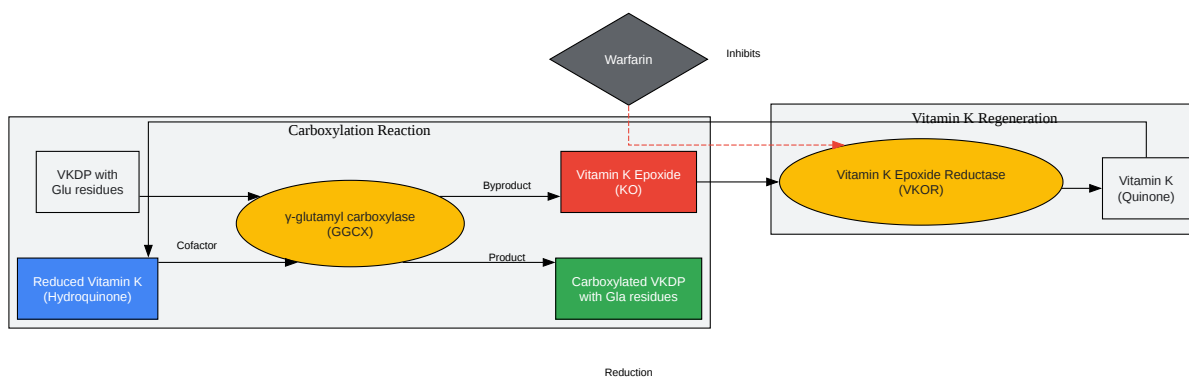 Warfarin
Inhibits
Carboxylation Reaction
Vitamin K Regeneration
VKDP with
Glu residues
γ-glutamyl carboxylase
(GGCX)
Byproduct
Vitamin K Epoxide
(KO)
Vitamin K Epoxide Reductase
(VKOR)
Vitamin K
(Quinone)
Cofactor
Product
Reduced Vitamin K
(Hydroquinone)
Carboxylated VKDP
with Gla residues
Reduction